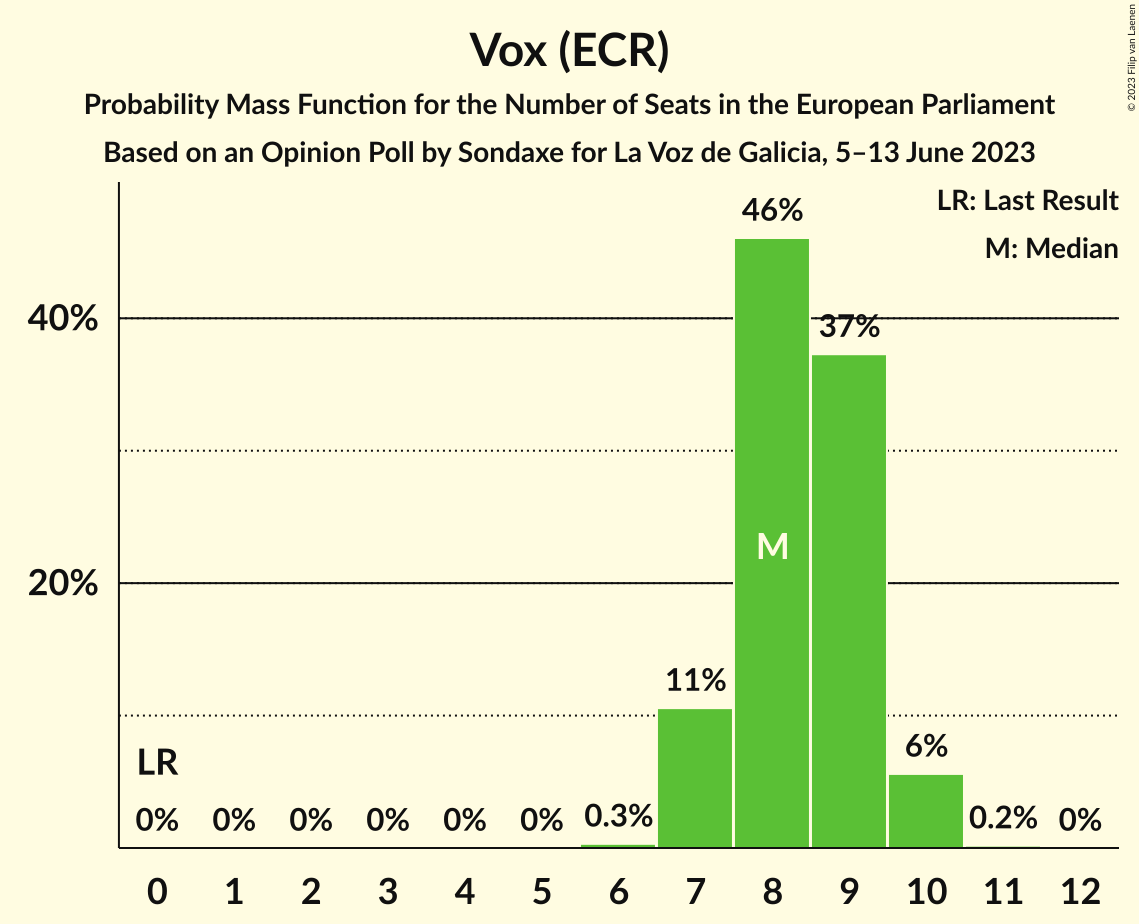 Vox (ECR)
Probability Mass Function for the Number of Seats in the European Parliament
Based on an Opinion Poll by Sondaxe for La Voz de Galicia, 5–13 June 2023
© 2023 Filip van Laenen
LR: Last Result
M: Median
46%
40%
37%
M
20%
11%
6%
LR
0% 0% 0% 0% 0% 0% 0.3% 0.2% 0%
0 1 2 3 4 5 6 7 8 9 10 11 12